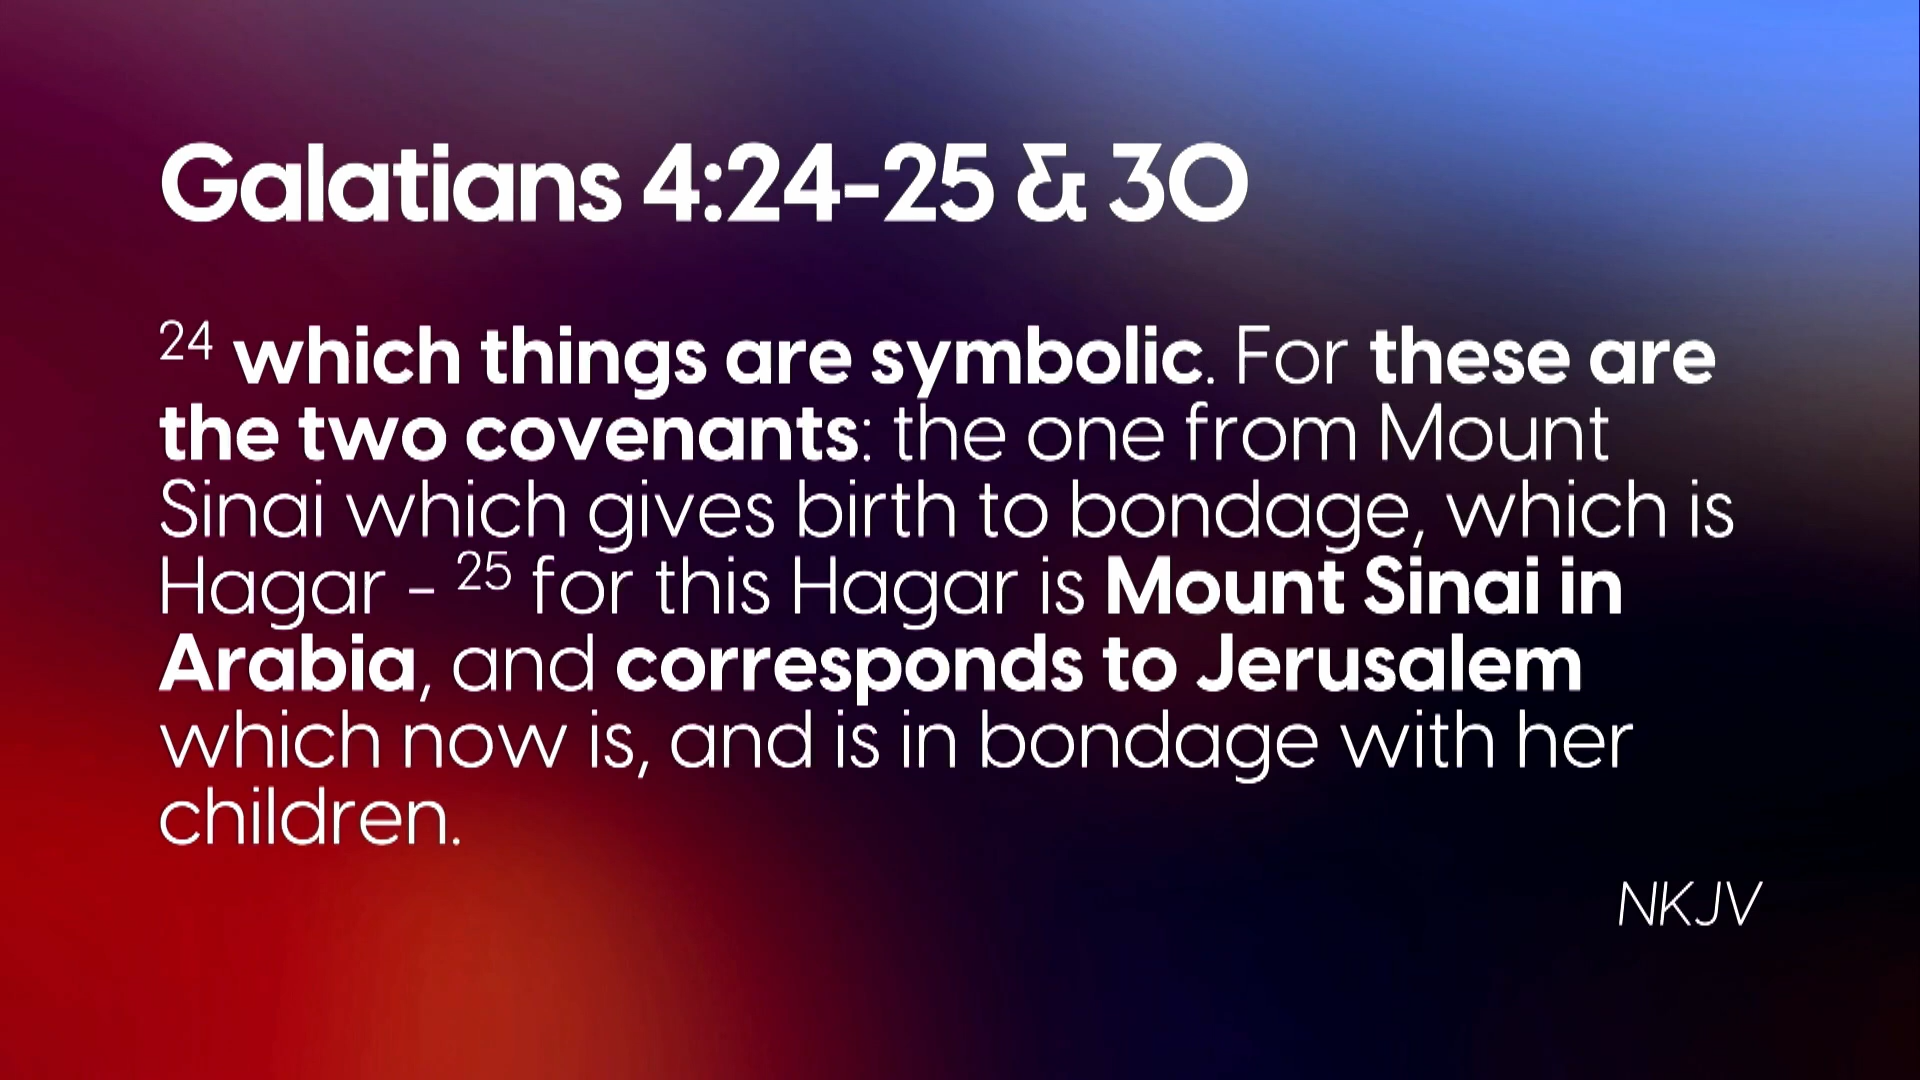 Galatians 4:24-25 & 30
24 which things are symbolic. For these are
the two covenants: the one from Mount
Sinai which gives birth to bondage, which is
Hagar - 25 for this Hagar is Mount Sinai in
Arabia, and corresponds to Jerusalem
which now is, and is in bondage with her
children.
NKJV